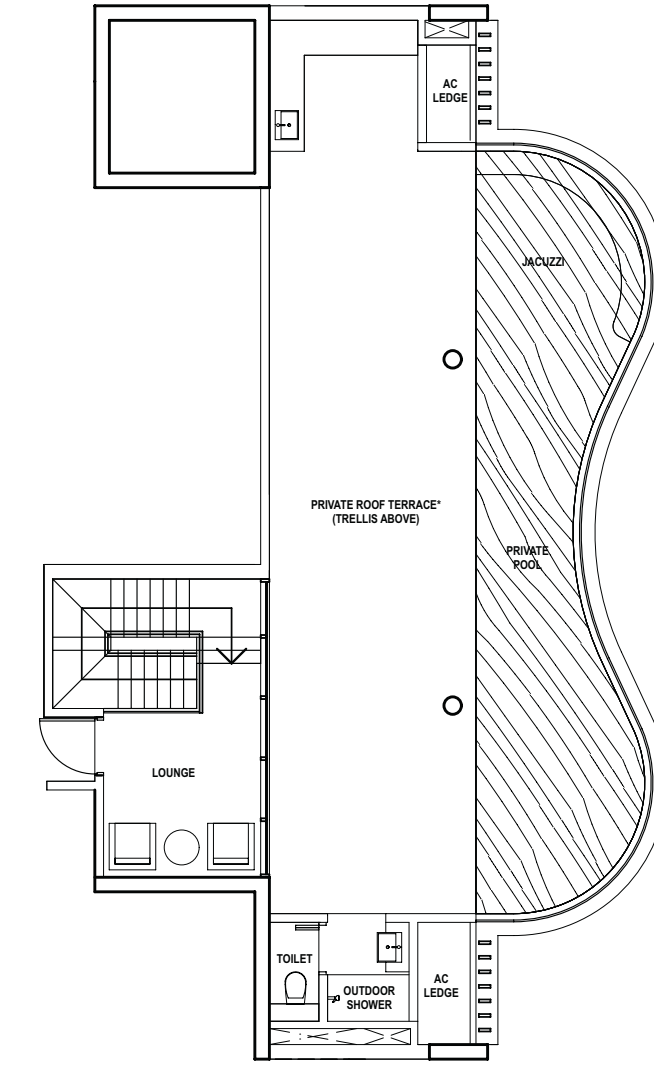 AC
LEDGE
JACUZZI
PRIVATE ROOF TERRACE*
(TRELLIS ABOVE)
PRIVATE
POOL
LOUNGE
TOILET
OUTDOOR
SHOWER
AC
LEDGE